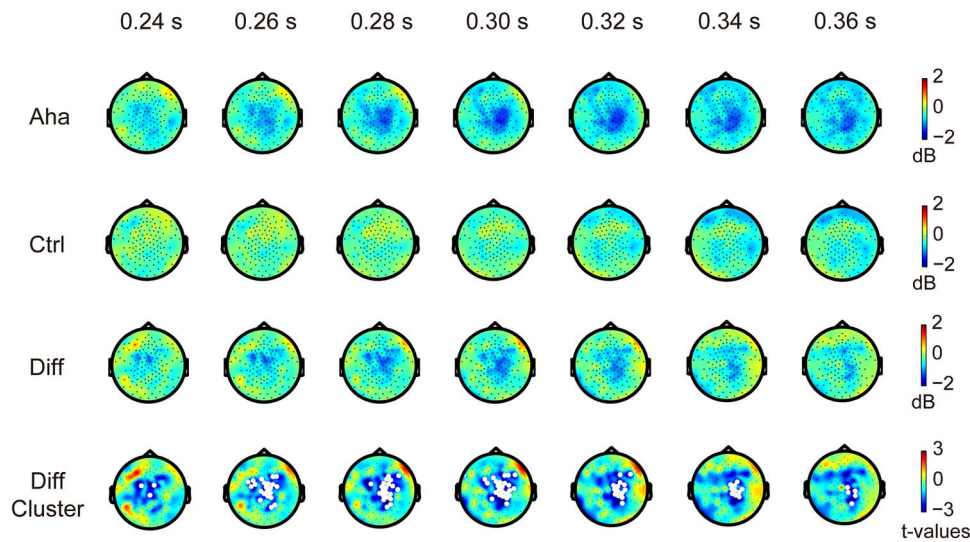 0.24 s 0.26 s 0.28 s 0.30 s 0.32 s 0.34 s 0.36 s
Aha
2
0
−2
dB
Ctrl
2
0
−2
dB
Diff
2
0
−2
dB
Diff
Cluster
3
0
−3
t-values